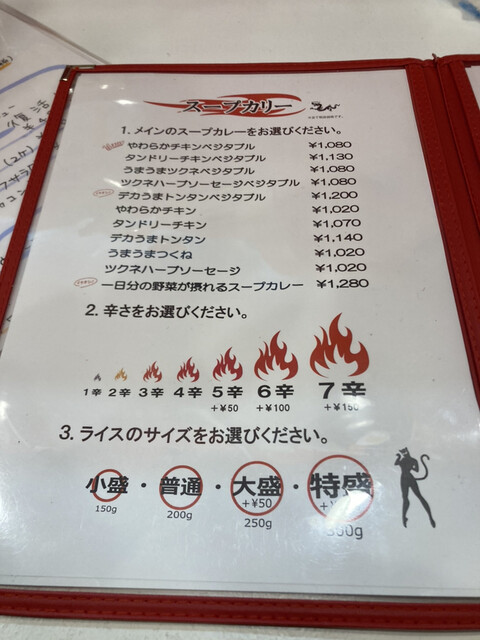 スープカリー
1. メインのスープカレーをお選びください。
やわらかチキンベジタブル ¥1,080
タンドリーチキンベジタブル ¥1,130
うまうまツクネベジタブル ¥1,080
ツクネハーブソーセージベジタブル ¥1,080
デカうまトンタンベジタブル ¥1,200
やわらかチキン ¥1,020
タンドリーチキン ¥1,070
デカうまトンタン ¥1,140
うまうまつくね ¥1,020
ツクネハーブソーセージ ¥1,020
一日分の野菜が摂れるスープカレー ¥1,280
2. 辛さをお選びください。
1辛 2辛 3辛 4辛 5辛 6辛 7辛
+¥50 +¥100 +¥150
3. ライスのサイズをお選びください。
小盛・普通・大盛・特盛
+¥50
150g 200g 250g